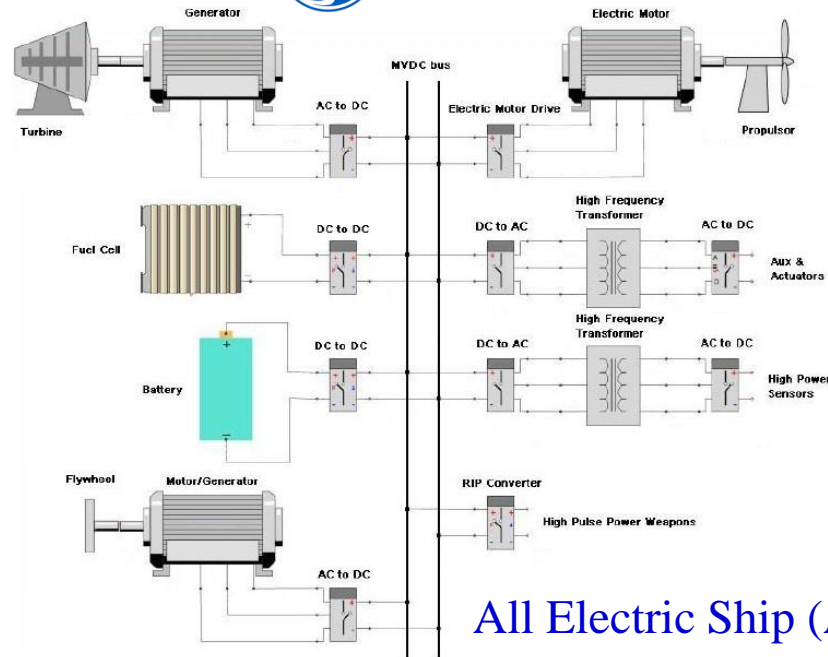 Generator
Electric Motor
MVDC bus
AC to DC
Electric Motor Drive
Turbine
Propulsor
High Frequency
Transformer
DC to DC
DC to AC
AC to DC
Fuel Cell
Aux &
Actuators
High Frequency
Transformer
DC to DC
DC to AC
AC to DC
Battery
High Power
Sensors
Flywheel
Motor/Generator
RIP Converter
High Pulse Power Weapons
AC to DC
All Electric Ship (